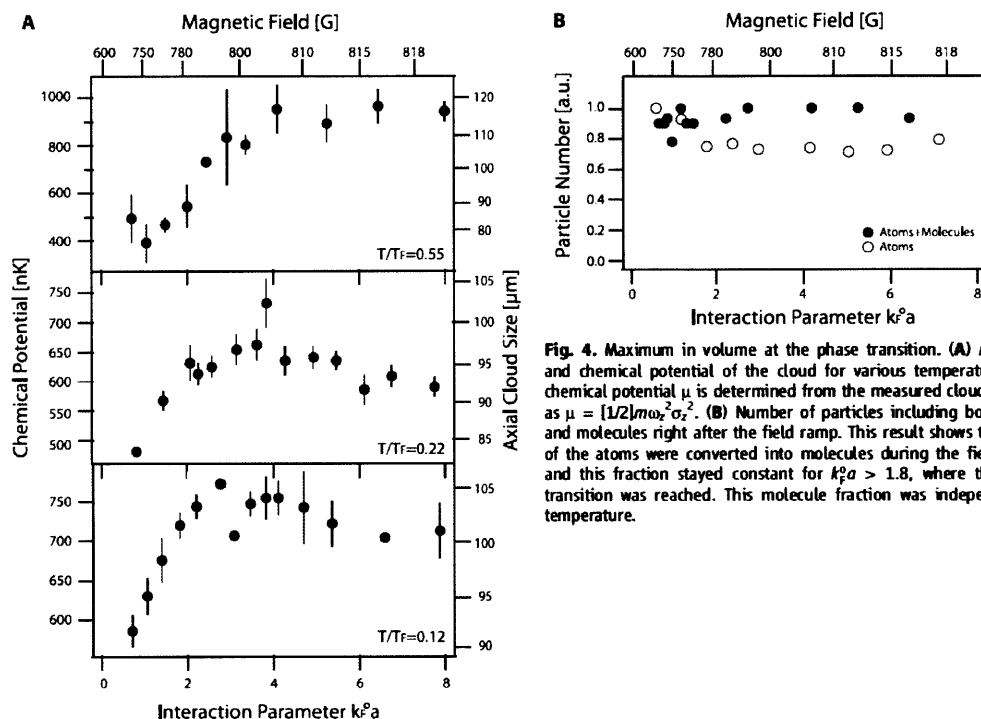 A
Magnetic Field [G]
600 750 780 800 810 815 818
1000
800
600
400
120
110
100
90
80
T/TF=0.55
Chemical Potential [nK]
Axial Cloud Size [μm]
750
700
650
600
550
500
105
100
95
90
85
T/TF=0.22
750
700
650
600
105
100
95
90
T/TF=0.12
0 2 4 6 8
Interaction Parameter kF°a
B
Magnetic Field [G]
600 750 780 800 810 815 818
Particle Number [a.u.]
1.0
0.8
0.6
0.4
0.2
0.0
Atoms+Molecules
Atoms
0 2 4 6 8
Interaction Parameter kF°a
Fig. 4. Maximum in volume at the phase transition. (A)
and chemical potential of the cloud for various temperat
chemical potential μ is determined from the measured cloud
as μ = [1/2]mωz²σz². (B) Number of particles including bo
and molecules right after the field ramp. This result shows t
of the atoms were converted into molecules during the fiel
and this fraction stayed constant for kF°a > 1.8, where th
transition was reached. This molecule fraction was indepe
temperature.